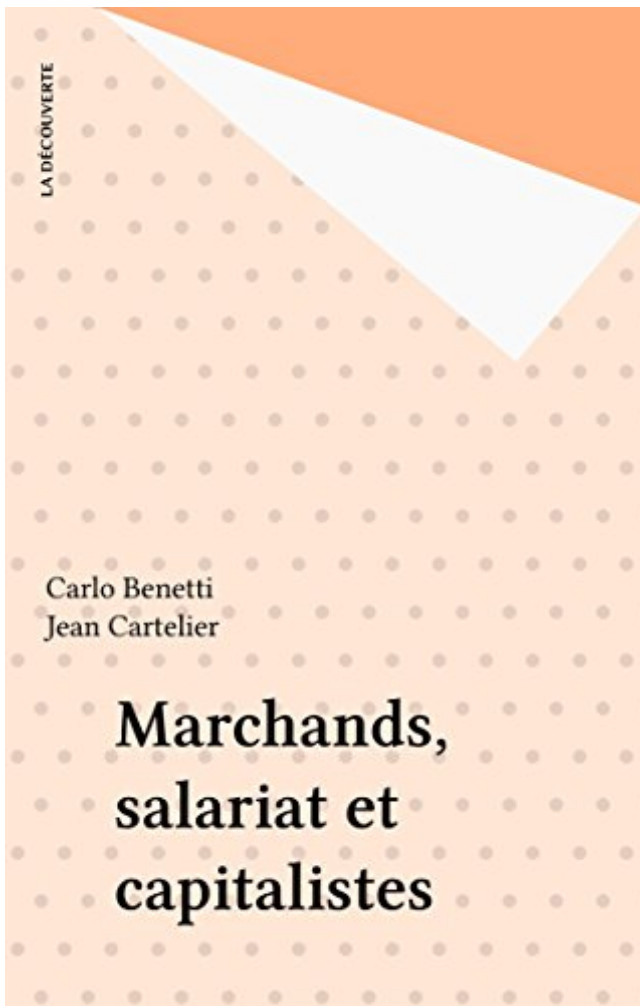 LA DÉCOUVERTE
Carlo Benetti
Jean Cartelier
Marchands,
salariat et
capitalistes